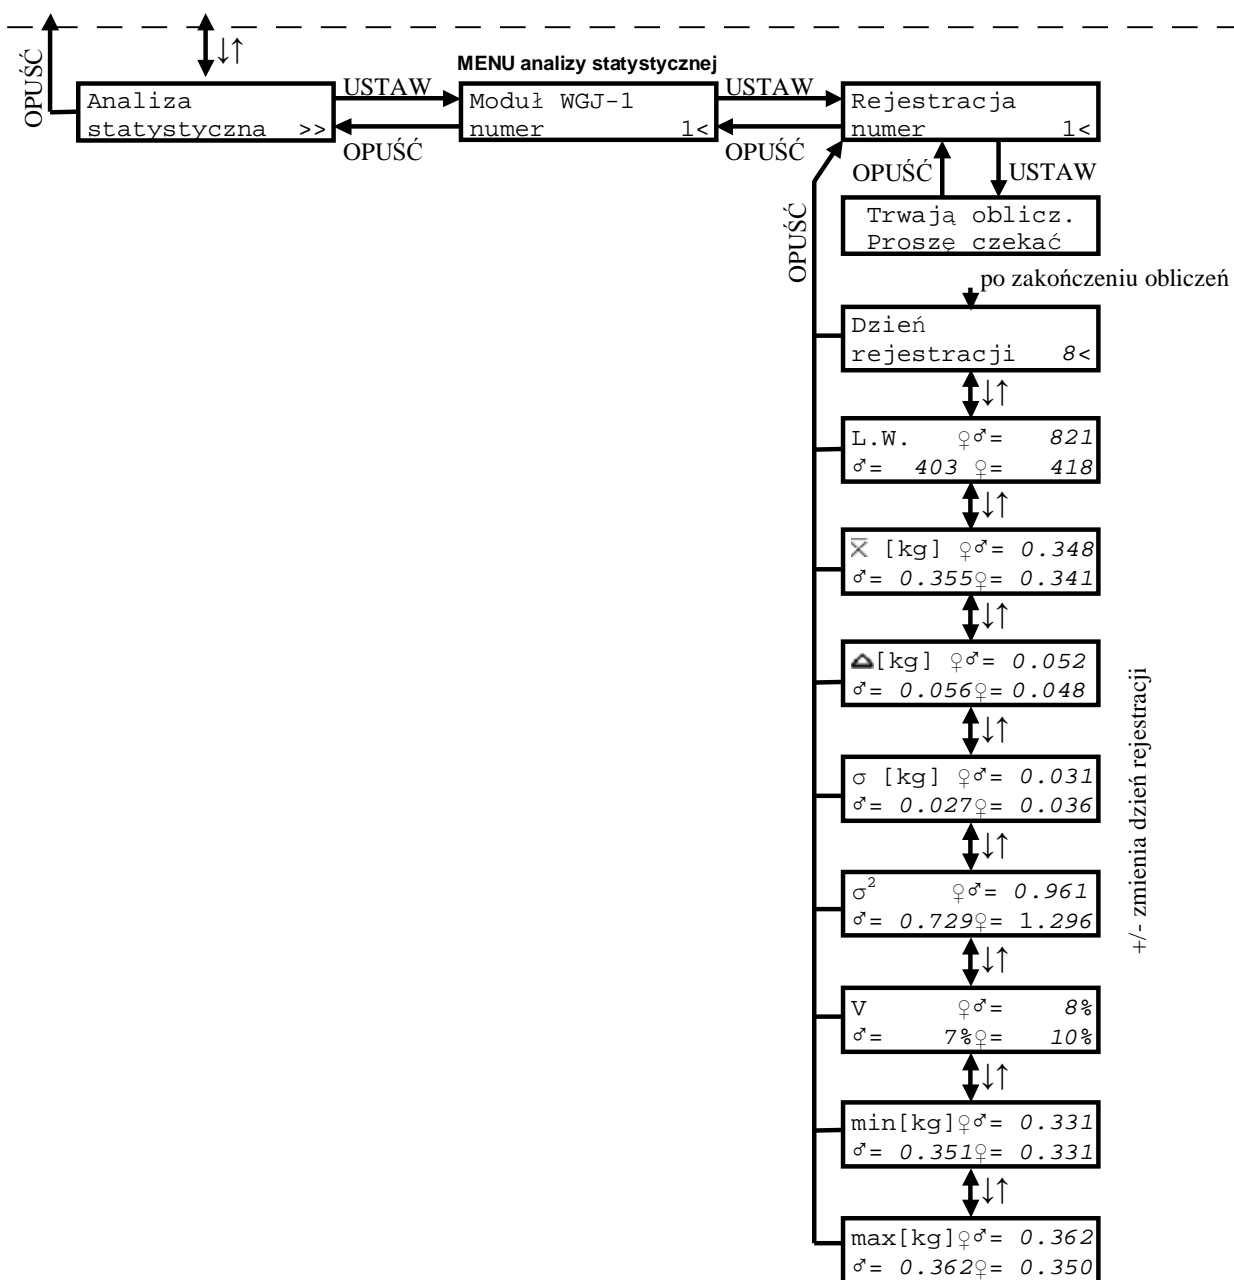 OPUŚĆ
↓↑
MENU analizy statystycznej
Analiza
statystyczna >>
USTAW
OPUŚĆ
Moduł WGJ-1
numer 1<
USTAW
OPUŚĆ
Rejestracja
numer 1<
OPUŚĆ
USTAW
Trwają oblicz.
Proszę czekać
OPUŚĆ
po zakończeniu obliczeń
Dzień
rejestracji 8<
↓↑
L.W. ♀♂= 821
♂= 403 ♀= 418
↓↑
X̅ [kg] ♀♂= 0.348
♂= 0.355♀= 0.341
↓↑
△[kg] ♀♂= 0.052
♂= 0.056♀= 0.048
↓↑
σ [kg] ♀♂= 0.031
♂= 0.027♀= 0.036
↓↑
σ² ♀♂= 0.961
♂= 0.729♀= 1.296
↓↑
V ♀♂= 8%
♂= 7%♀= 10%
↓↑
min[kg]♀♂= 0.331
♂= 0.351♀= 0.331
↓↑
max[kg]♀♂= 0.362
♂= 0.362♀= 0.350
+/- zmienia dzień rejestracji